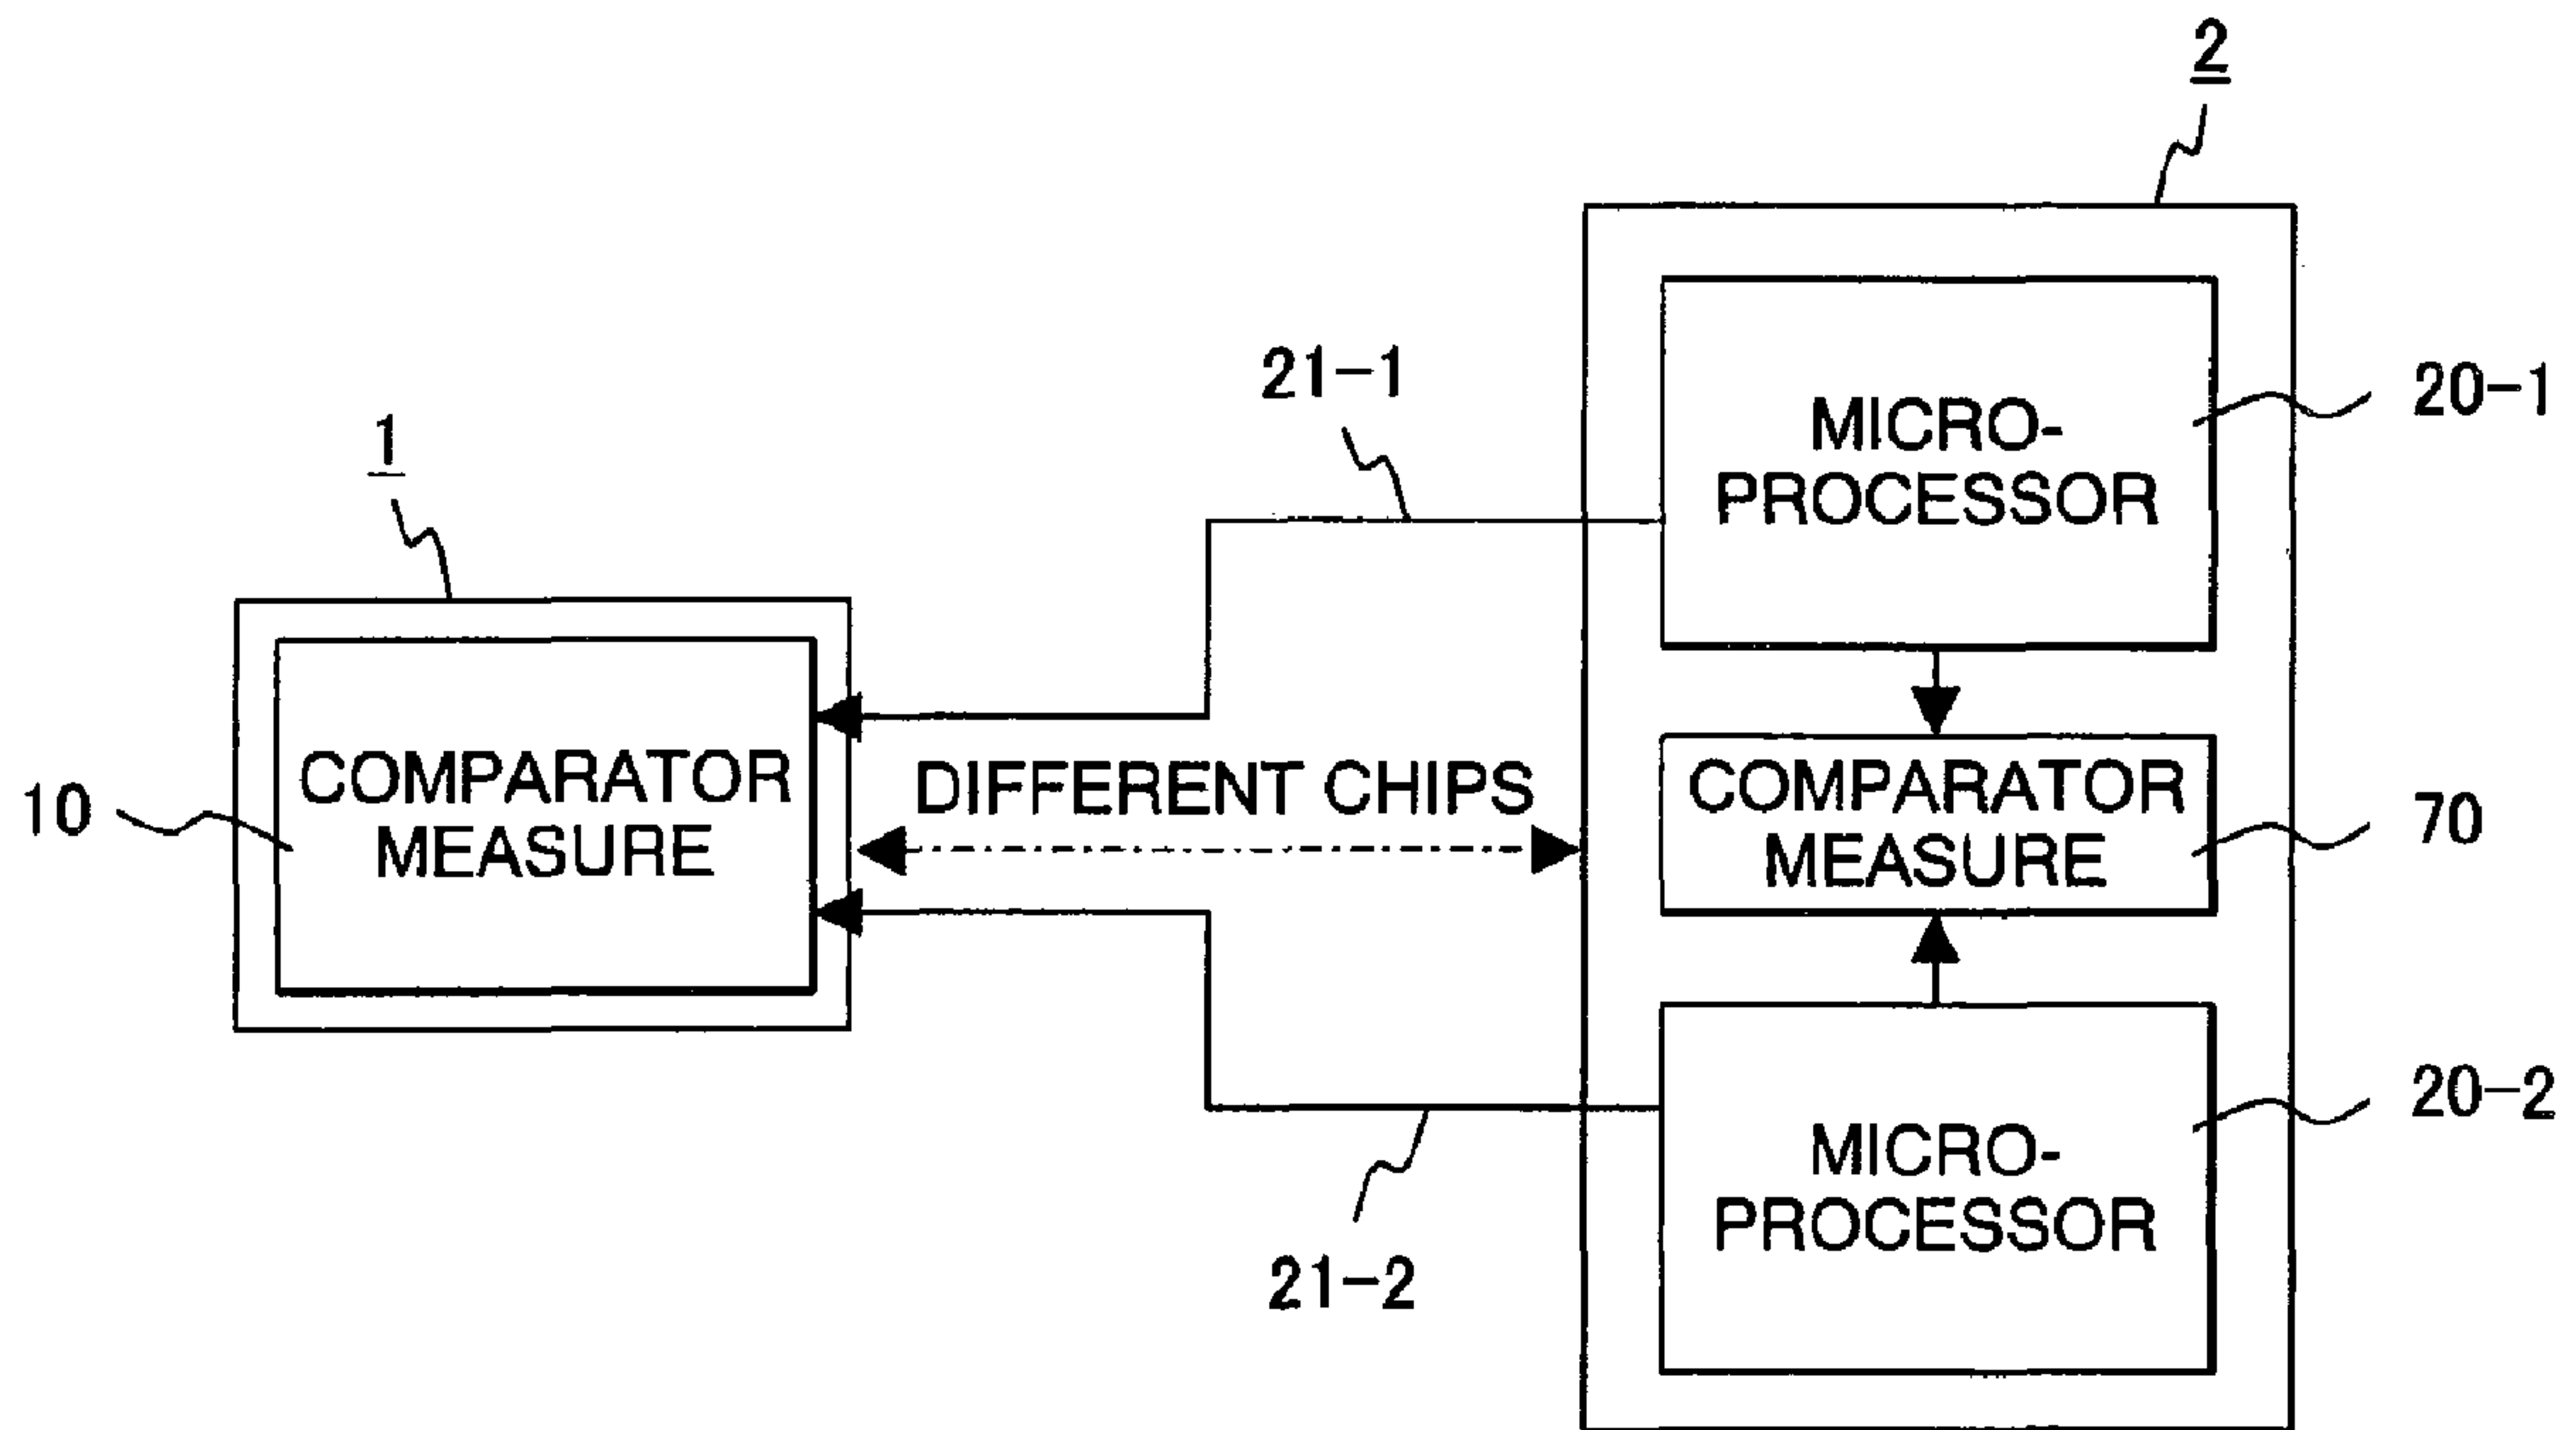 2
20-1
MICRO-
PROCESSOR
21-1
1
DIFFERENT CHIPS
COMPARATOR
MEASURE
10
COMPARATOR
MEASURE
70
20-2
MICRO-
PROCESSOR
21-2